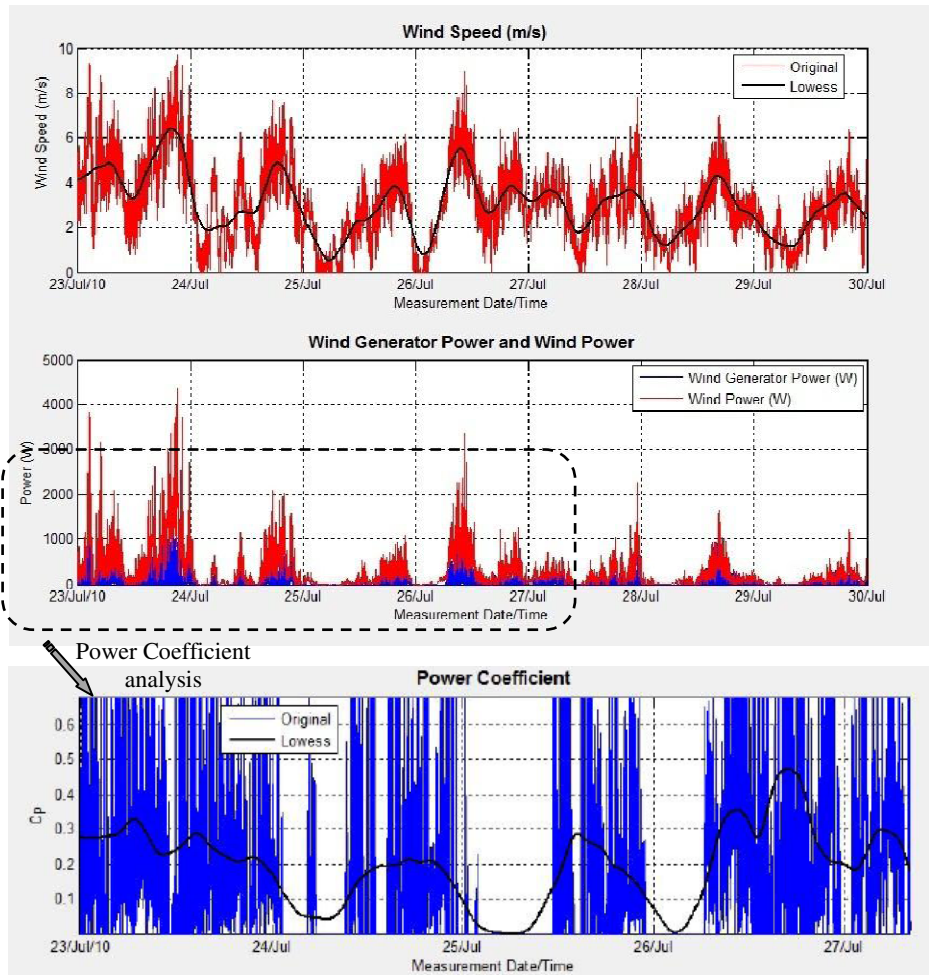 Wind Speed (m/s)
10
8
6
4
2
0
Wind Speed (m/s)
Original
Lowess
23/Jul/10 24/Jul 25/Jul 26/Jul 27/Jul 28/Jul 29/Jul 30/Jul
Measurement Date/Time
Wind Generator Power and Wind Power
5000
4000
3000
2000
1000
0
Power (W)
Wind Generator Power (W)
Wind Power (W)
23/Jul/10 24/Jul 25/Jul 26/Jul 27/Jul 28/Jul 29/Jul 30/Jul
Measurement Date/Time
Power Coefficient
analysis
Power Coefficient
0.6
0.5
0.4
0.3
0.2
0.1
Cp
Original
Lowess
23/Jul/10 24/Jul 25/Jul 26/Jul 27/Jul
Measurement Date/Time